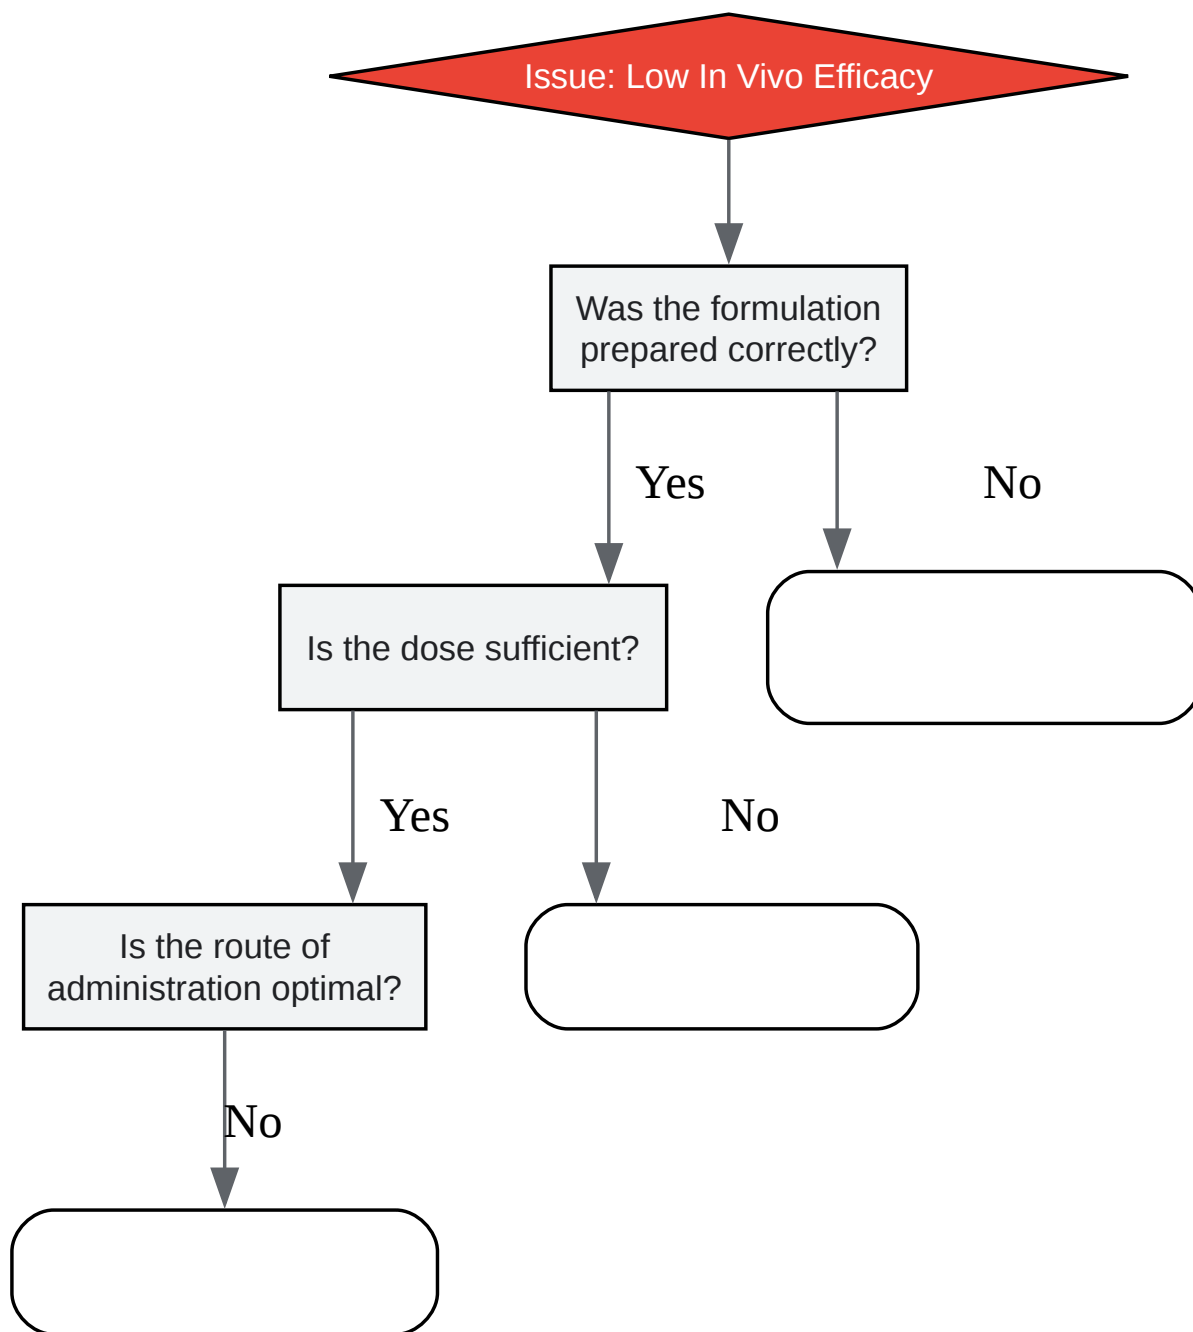 Issue: Low In Vivo Efficacy
Was the formulation
prepared correctly?
Yes
No
Is the dose sufficient?
Yes
No
Is the route of
administration optimal?
No